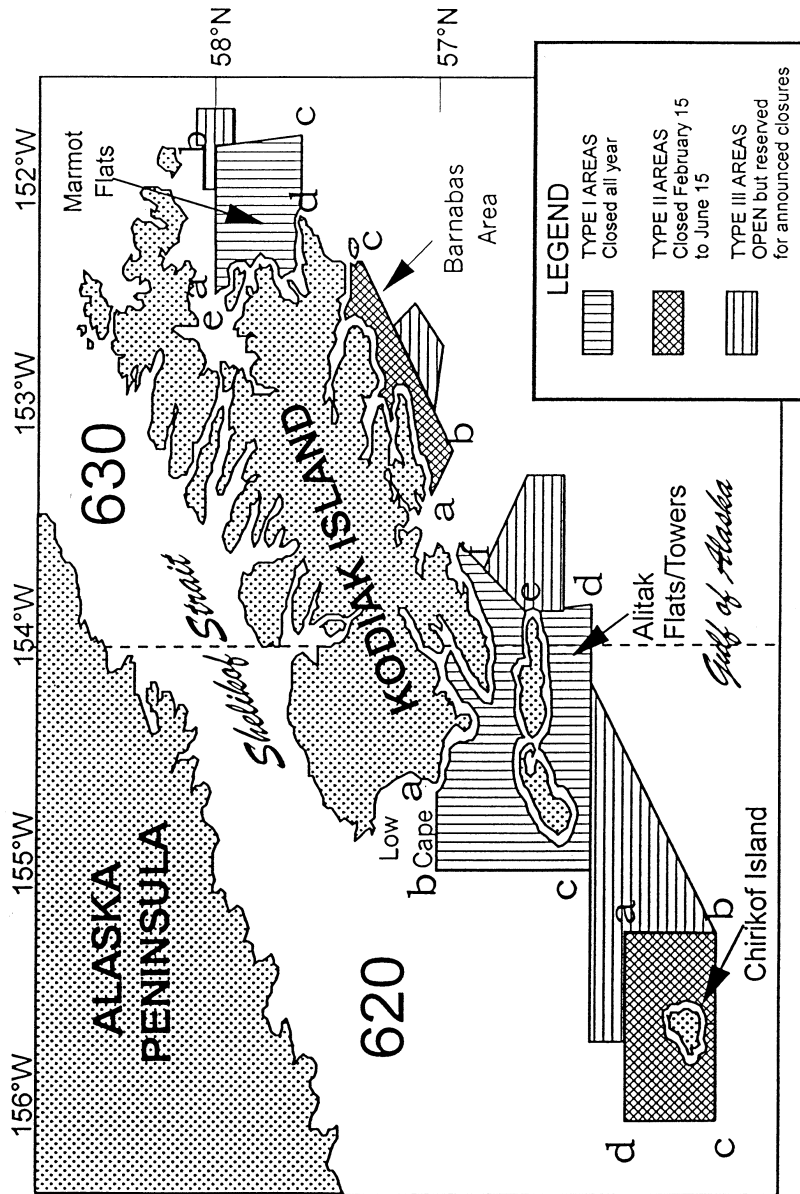 156°W
155°W
154°W
153°W
152°W
58°N
57°N
ALASKA
PENINSULA
Shelikof Strait
630
620
KODIAK ISLAND
Marmot
Flats
a
b
c
d
e
Barnabas
Area
a
b
c
Low
Cape
a
b
c
d
e
f
Alitak
Flats/Towers
Gulf of Alaska
a
b
c
d
Chirikof Island
LEGEND
TYPE I AREAS
Closed all year
TYPE II AREAS
Closed February 15
to June 15
TYPE III AREAS
OPEN but reserved
for announced closures